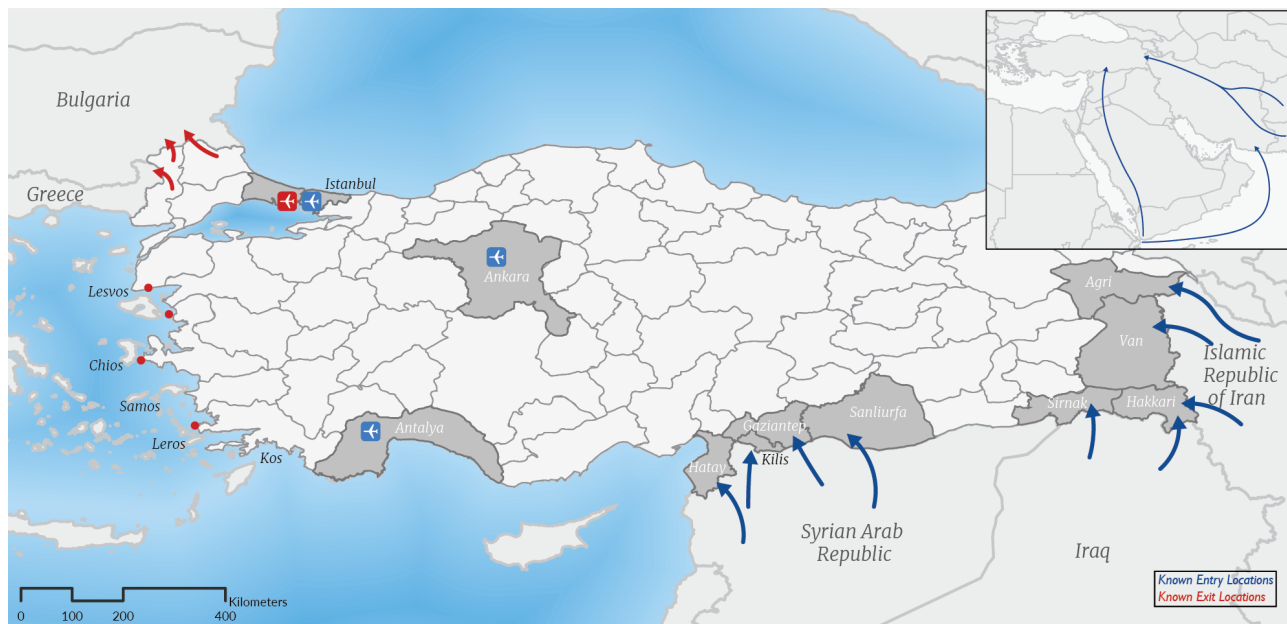 Bulgaria
Greece
Istanbul
Ankara
Agri
Lesvos
Van
Islamic
Republic
of Iran
Chios
Samos
Sirnak
Hakkari
Sanliurfa
Antalya
Gaziantep
Leros
Kos
Hatay
Kilis
Syrian Arab
Republic
Iraq
Known Entry Locations
Known Exit Locations
Kilometers
0 100 200 400